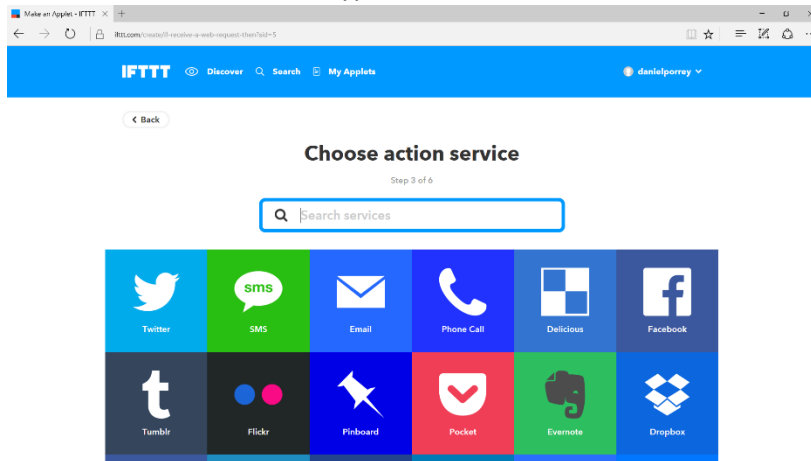 Make an Applet - IFTTT
ifttt.com/create/if-receive-a-web-request-then?sid=5
IFTTT Discover Search My Applets danielporrey
Back
Choose action service
Step 3 of 6
Search services
sms
Twitter SMS Email Phone Call Delicious Facebook
Tumblr Flickr Pinboard Pocket Evernote Dropbox